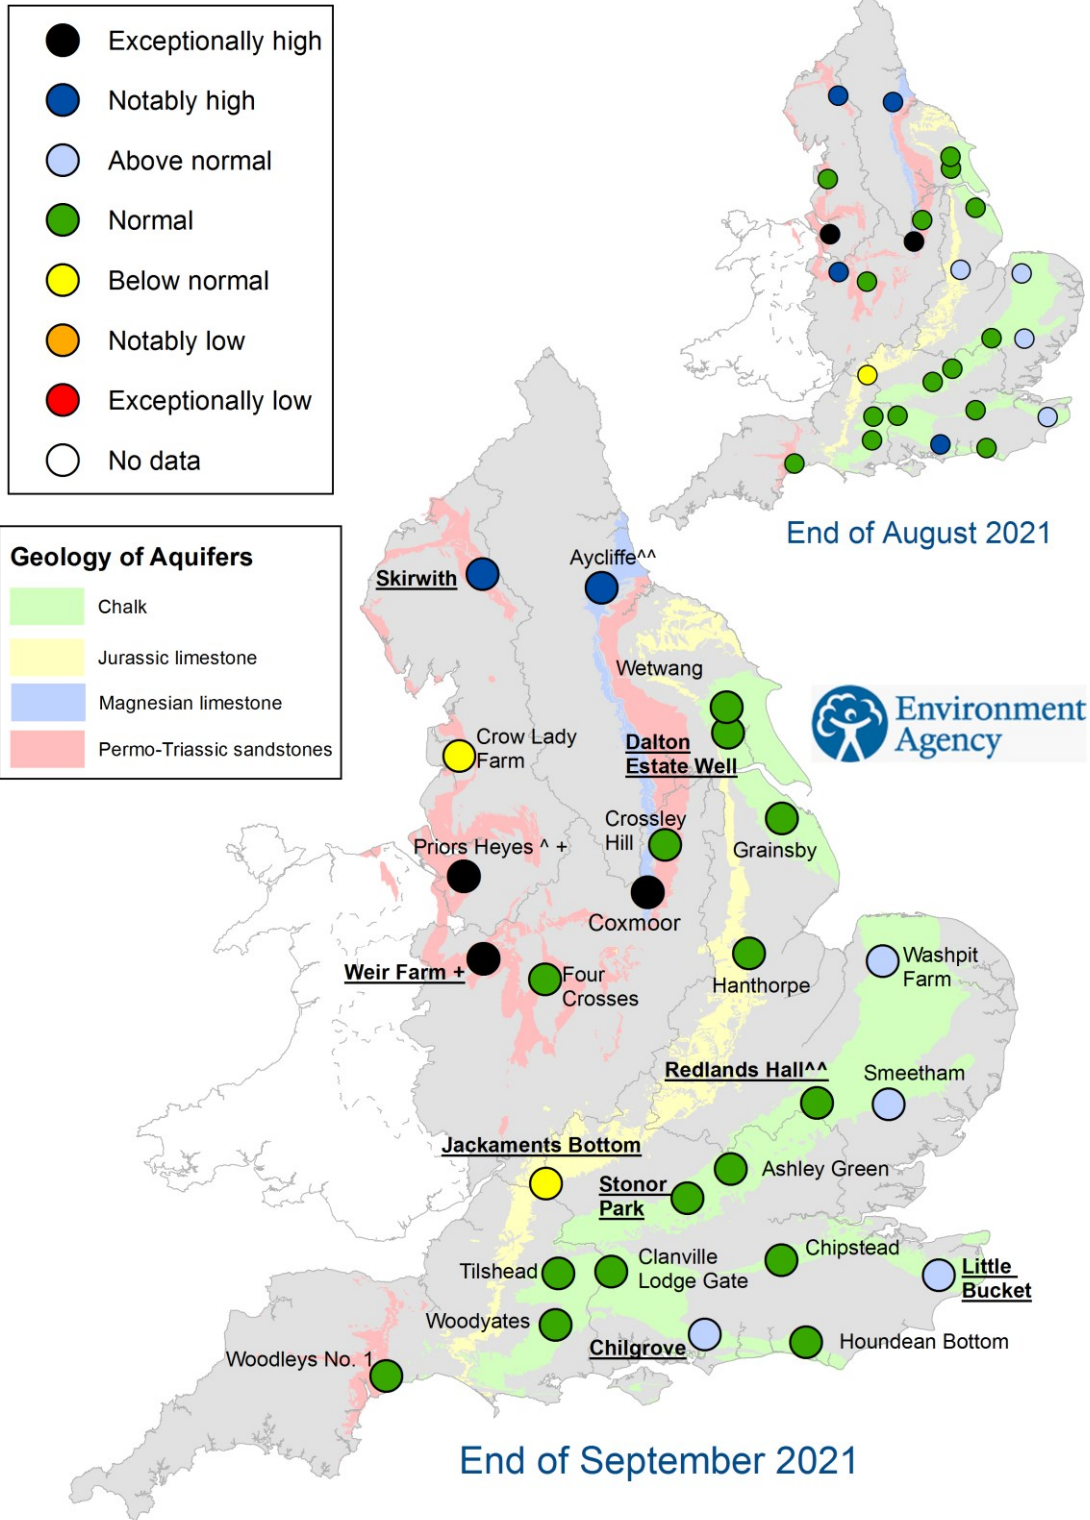 Exceptionally high
Notably high
Above normal
Normal
Below normal
Notably low
Exceptionally low
No data
Geology of Aquifers
Chalk
Jurassic limestone
Magnesian limestone
Permo-Triassic sandstones
End of August 2021
Environment
Agency
Skirwith
Aycliffe^^
Wetwang
Crow Lady
Farm
Dalton
Estate Well
Crossley
Hill
Grainsby
Priors Heyes ^ +
Coxmoor
Weir Farm +
Four
Crosses
Hanthorpe
Washpit
Farm
Redlands Hall^^
Smeetham
Jackaments Bottom
Ashley Green
Stonor
Park
Tilshead
Clanville
Lodge Gate
Chipstead
Little
Bucket
Woodyates
Chilgrove
Houndean Bottom
Woodleys No. 1
End of September 2021